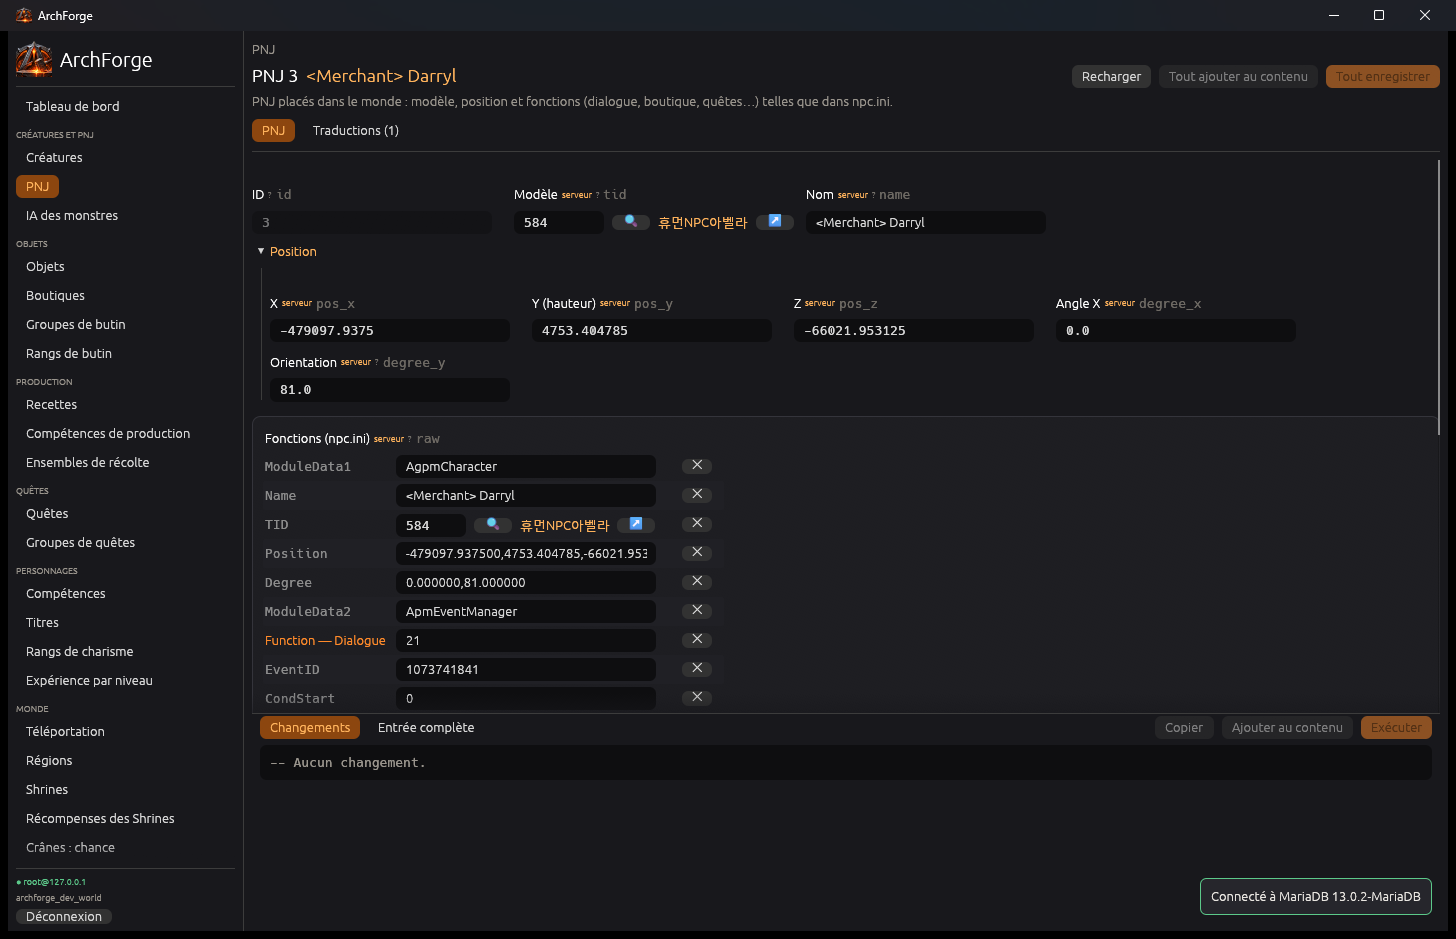 ArchForge
ArchForge
Tableau de bord
CRÉATURES ET PNJ
Créatures
PNJ
IA des monstres
OBJETS
Objets
Boutiques
Groupes de butin
Rangs de butin
PRODUCTION
Recettes
Compétences de production
Ensembles de récolte
QUÊTES
Quêtes
Groupes de quêtes
PERSONNAGES
Compétences
Titres
Rangs de charisme
Expérience par niveau
MONDE
Téléportation
Régions
Shrines
Récompenses des Shrines
Crânes : chance
● root@127.0.0.1
archforge_dev_world
Déconnexion
PNJ
PNJ 3 <Merchant> Darryl
Recharger Tout ajouter au contenu Tout enregistrer
PNJ placés dans le monde : modèle, position et fonctions (dialogue, boutique, quêtes…) telles que dans npc.ini.
PNJ Traductions (1)
ID ? id Modèle serveur ? tid Nom serveur ? name
3 584 휴먼NPC아벨라 <Merchant> Darryl
▼ Position
X serveur pos_x Y (hauteur) serveur pos_y Z serveur pos_z Angle X serveur degree_x
-479097.9375 4753.404785 -66021.953125 0.0
Orientation serveur ? degree_y
81.0
Fonctions (npc.ini) serveur ? raw
ModuleData1 AgpmCharacter
Name <Merchant> Darryl
TID 584 휴먼NPC아벨라
Position -479097.937500,4753.404785,-66021.953
Degree 0.000000,81.000000
ModuleData2 ApmEventManager
Function — Dialogue 21
EventID 1073741841
CondStart 0
Changements Entrée complète Copier Ajouter au contenu Exécuter
-- Aucun changement.
Connecté à MariaDB 13.0.2-MariaDB